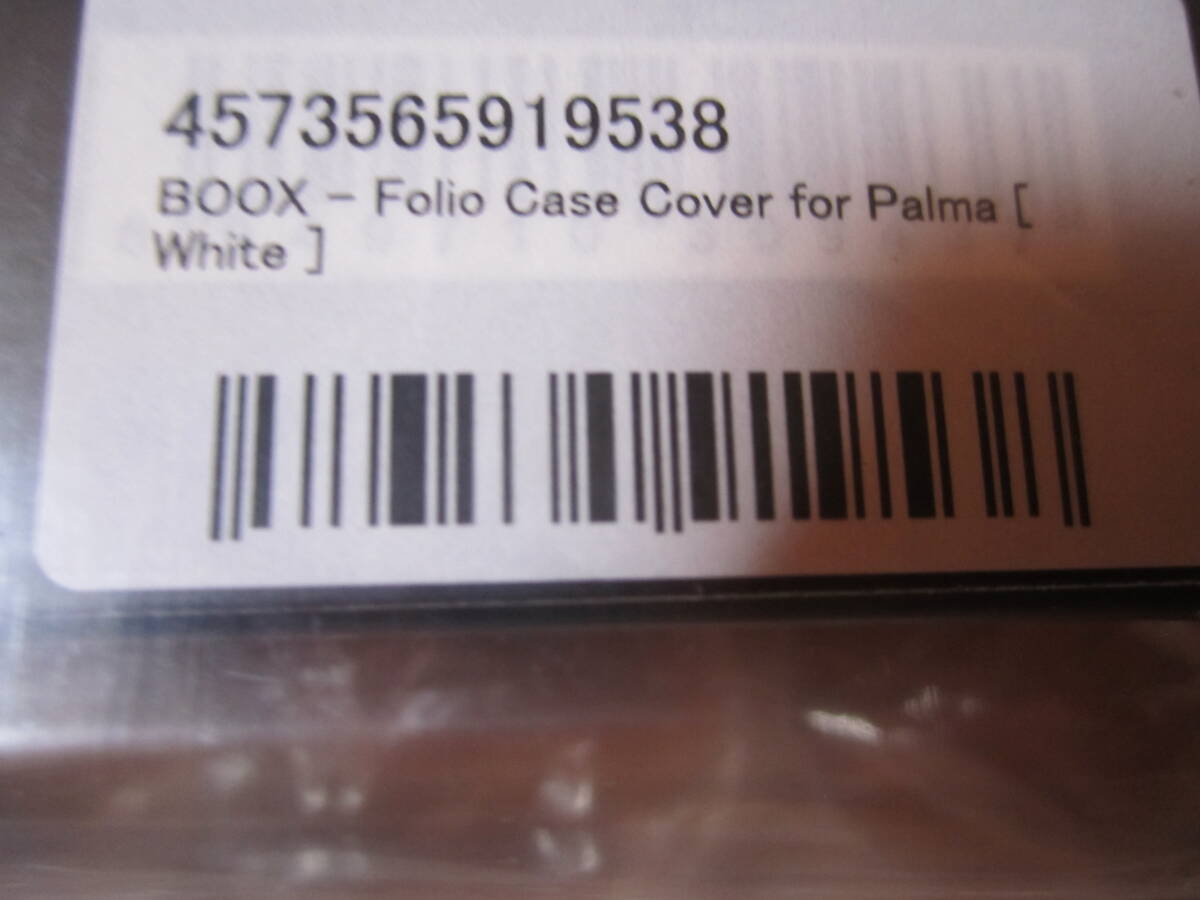 4573565919538
BOOX - Folio Case Cover for Palma [
White ]